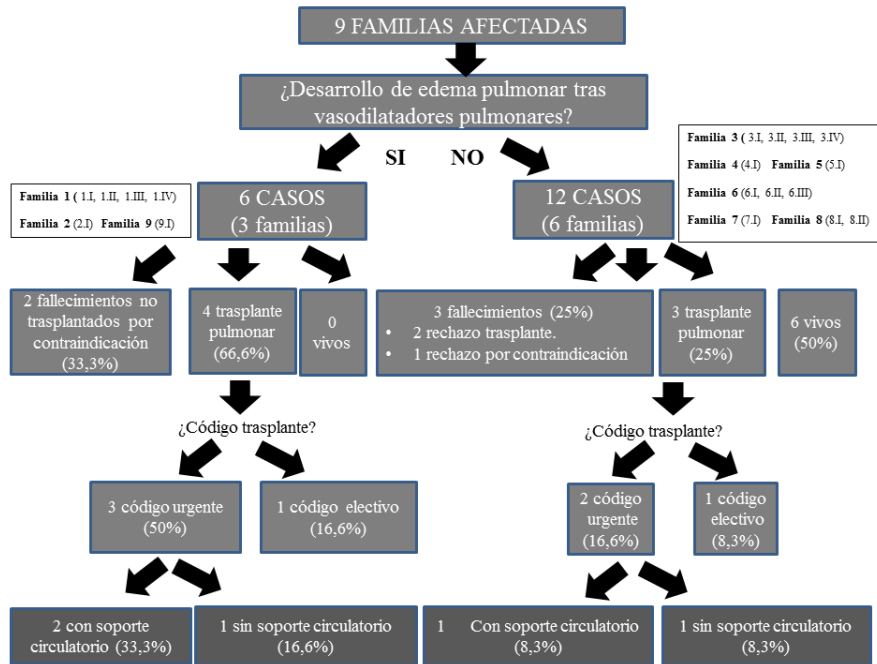 9 FAMILIAS AFECTADAS
¿Desarrollo de edema pulmonar tras
vasodilatadores pulmonares?
SI NO
Familia 1 ( 1.I, 1.II, 1.III, 1.IV)
Familia 2 (2.I) Familia 9 (9.I)
6 CASOS
(3 familias)
12 CASOS
(6 familias)
Familia 3 ( 3.I, 3.II, 3.III, 3.IV)
Familia 4 (4.I) Familia 5 (5.I)
Familia 6 (6.I, 6.II, 6.III)
Familia 7 (7.I) Familia 8 (8.I, 8.II)
2 fallecimientos no
trasplantados por
contraindicación
(33,3%)
4 trasplante
pulmonar
(66,6%)
0
vivos
3 fallecimientos (25%)
• 2 rechazo trasplante.
• 1 rechazo por contraindicación
3 trasplante
pulmonar
(25%)
6 vivos
(50%)
¿Código trasplante?
¿Código trasplante?
3 código urgente
(50%)
1 código electivo
(16,6%)
2 código
urgente
(16,6%)
1 código
electivo
(8,3%)
2 con soporte
circulatorio (33,3%)
1 sin soporte circulatorio
(16,6%)
1 Con soporte circulatorio
(8,3%)
1 sin soporte circulatorio
(8,3%)